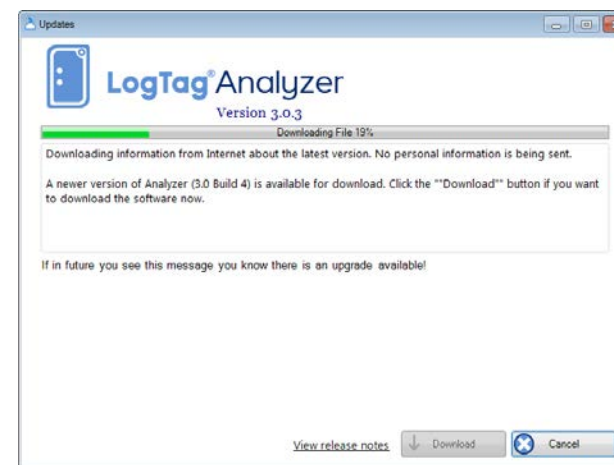 Updates
LogTag® Analyzer
Version 3.0.3
Downloading File 19%
Downloading information from Internet about the latest version. No personal information is being sent.
A newer version of Analyzer (3.0 Build 4) is available for download. Click the ""Download"" button if you want
to download the software now.
If in future you see this message you know there is an upgrade available!
View release notes
Download
Cancel